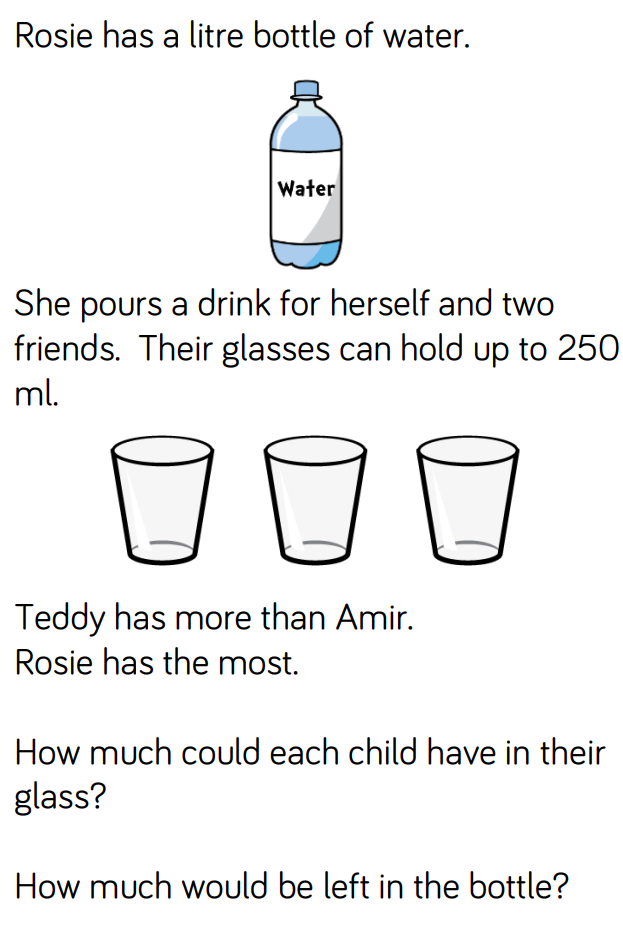 Rosie has a litre bottle of water.
Water
She pours a drink for herself and two
friends.  Their glasses can hold up to 250
ml.
Teddy has more than Amir.
Rosie has the most.
How much could each child have in their
glass?
How much would be left in the bottle?